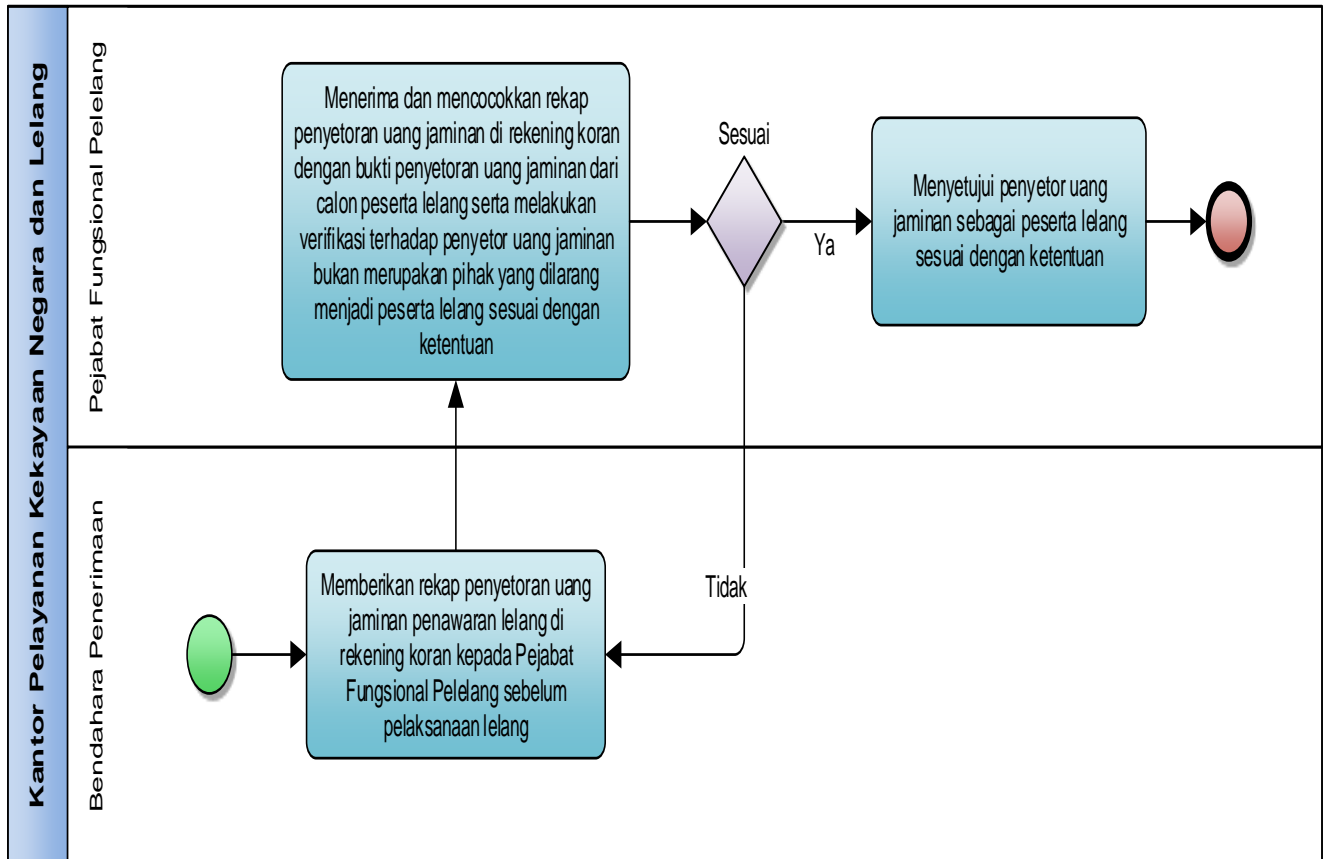 Kantor Pelayanan Kekayaan Negara dan Lelang
Pejabat Fungsional Pelelang
Menerima dan mencocokkan rekap
penyetoran uang jaminan di rekening koran
dengan bukti penyetoran uang jaminan dari
calon peserta lelang serta melakukan
verifikasi terhadap penyetor uang jaminan
bukan merupakan pihak yang dilarang
menjadi peserta lelang sesuai dengan
ketentuan
Sesuai
Ya
Menyetujui penyetor uang
jaminan sebagai peserta lelang
sesuai dengan ketentuan
Bendahara Penerimaan
Memberikan rekap penyetoran uang
jaminan penawaran lelang di
rekening koran kepada Pejabat
Fungsional Pelelang sebelum
pelaksanaan lelang
Tidak